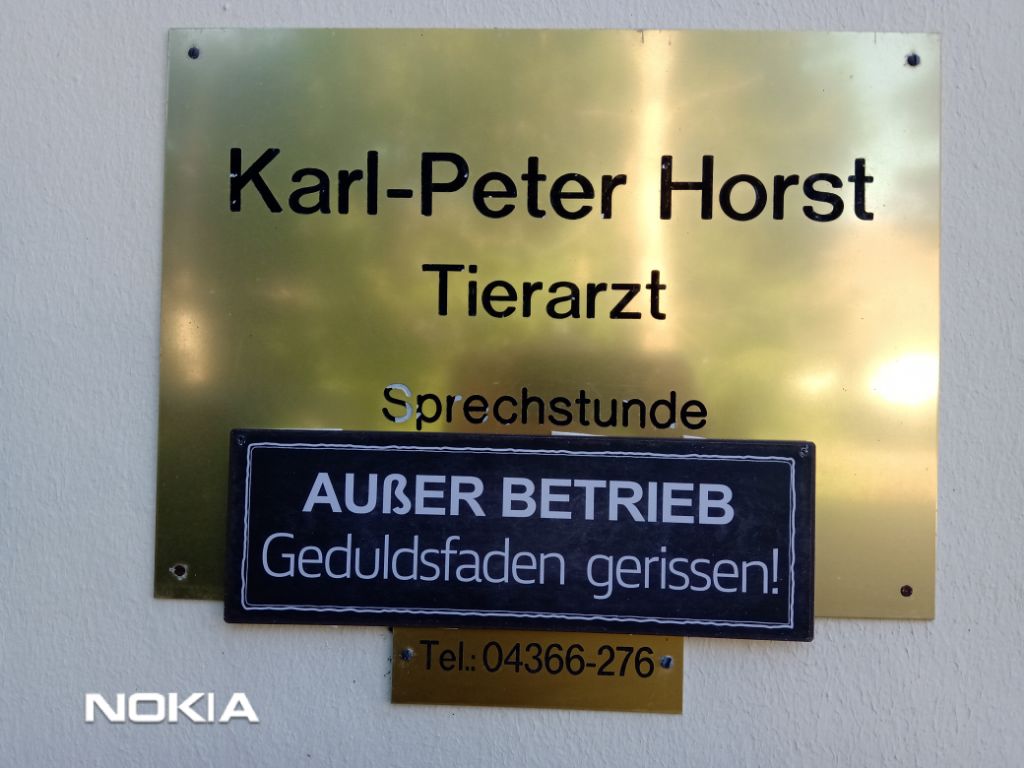 Karl-Peter Horst
Tierarzt
Sprechstunde
AUßER BETRIEB
Geduldsfaden gerissen!
Tel.: 04366-276
NOKIA